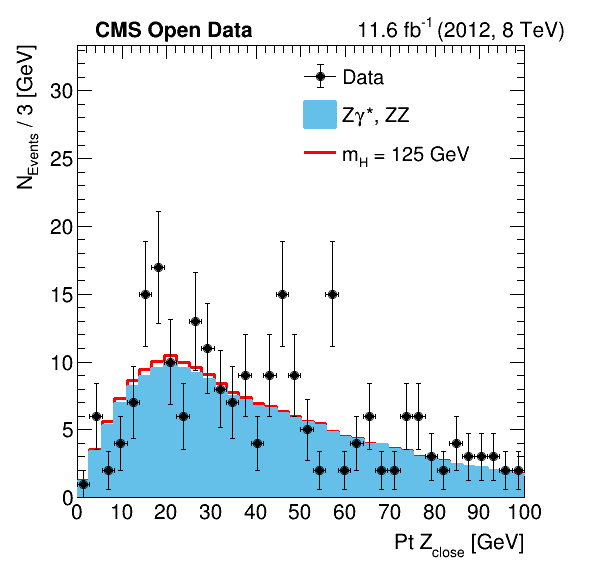 CMS Open Data
11.6 fb⁻¹ (2012, 8 TeV)
N_Events / 3 [GeV]
30
25
20
15
10
5
0
Data
Zγ*, ZZ
m_H = 125 GeV
0 10 20 30 40 50 60 70 80 90 100
Pt Z_close [GeV]